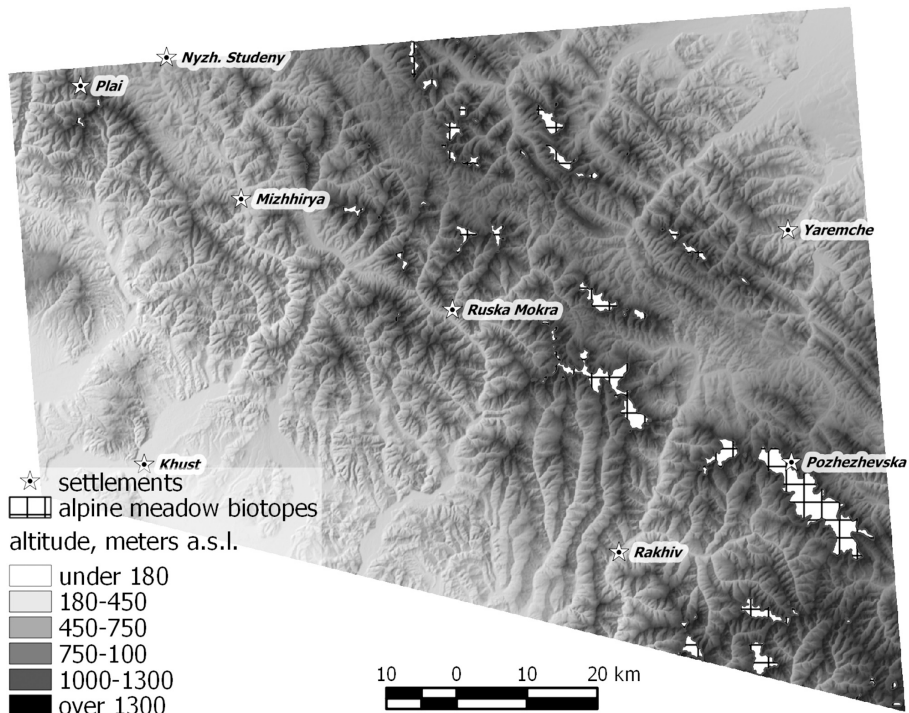 Nyzh. Studeny
Plai
Mizhhirya
Yaremche
Ruska Mokra
Khust
Pozhezhevska
Rakhiv
settlements
alpine meadow biotopes
altitude, meters a.s.l.
under 180
180-450
450-750
750-100
1000-1300
over 1300
10 0 10 20 km